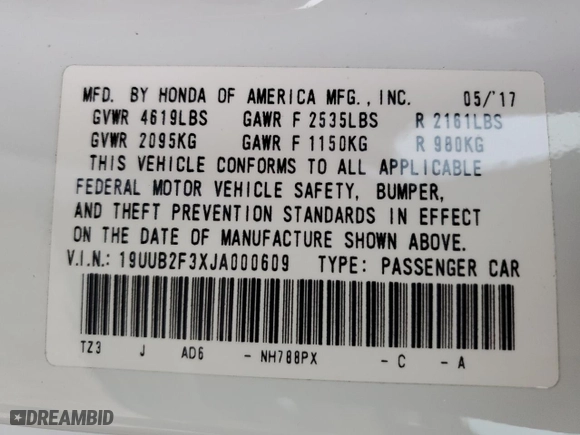 MFD. BY HONDA OF AMERICA MFG., INC. 05/'17
GVWR 4619LBS GAWR F 2535LBS R 2161LBS
GVWR 2095KG GAWR F 1150KG R 980KG
THIS VEHICLE CONFORMS TO ALL APPLICABLE
FEDERAL MOTOR VEHICLE SAFETY, BUMPER,
AND THEFT PREVENTION STANDARDS IN EFFECT
ON THE DATE OF MANUFACTURE SHOWN ABOVE.
V.I.N.: 19UUB2F3XJA000609 TYPE: PASSENGER CAR
TZ3 J AD6 - NH788PX - C - A
DREAMBID